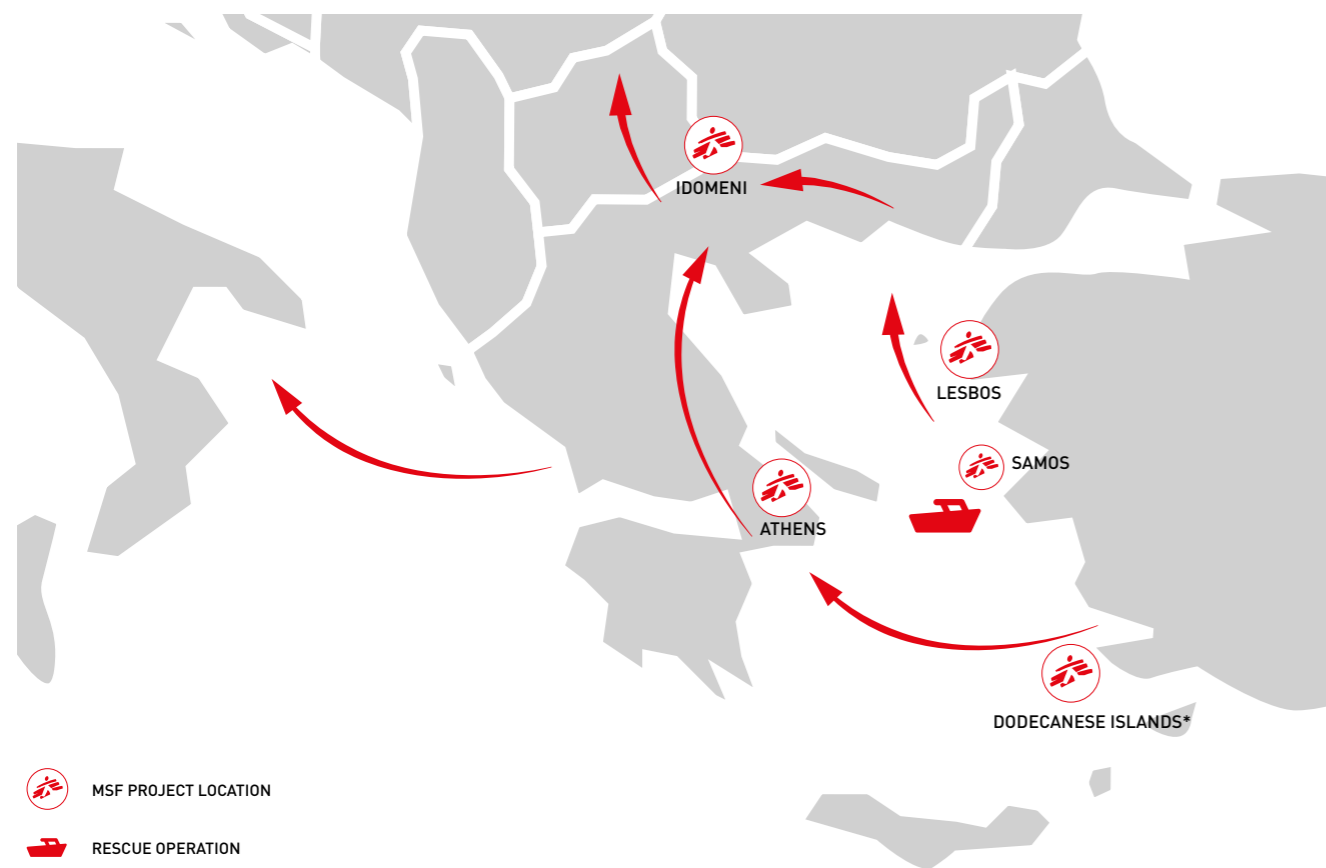 IDOMENI
LESBOS
SAMOS
ATHENS
DODECANESE ISLANDS*
MSF PROJECT LOCATION
RESCUE OPERATION